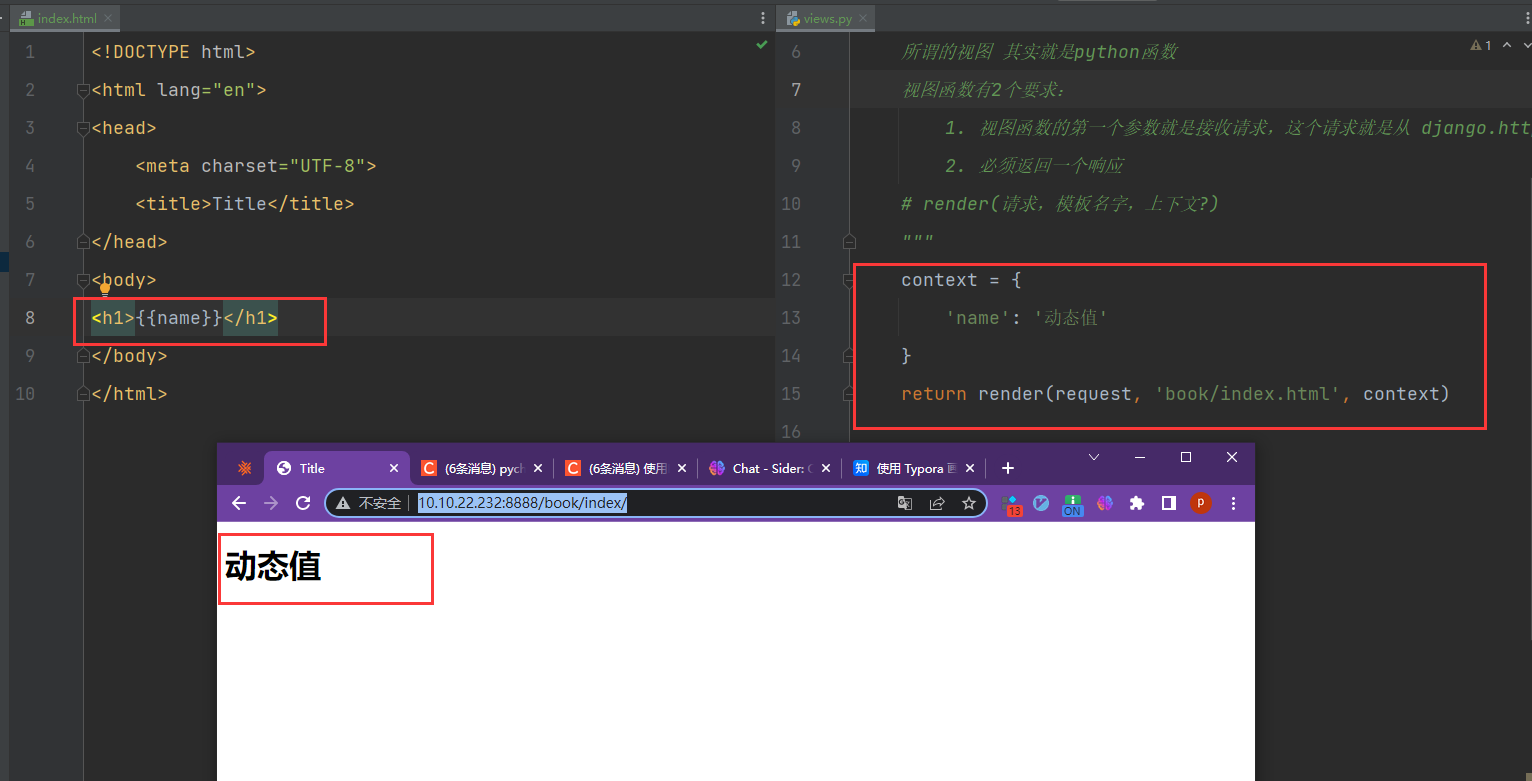 index.html
1 <!DOCTYPE html>
2 <html lang="en">
3 <head>
4 <meta charset="UTF-8">
5 <title>Title</title>
6 </head>
7 <body>
8 <h1>{{name}}</h1>
9 </body>
10 </html>
views.py
1
6 所谓的视图 其实就是python函数
7 视图函数有2个要求:
8 1. 视图函数的第一个参数就是接收请求，这个请求就是从 django.htt
9 2. 必须返回一个响应
10 # render(请求，模板名字，上下文?)
11 """
12 context = {
13 'name': '动态值'
14 }
15 return render(request, 'book/index.html', context)
16
Title
(6条消息) pych
(6条消息) 使用
Chat - Sider: C
使用 Typora 画
不安全 10.10.22.232:8888/book/index/
13
ON
P
动态值